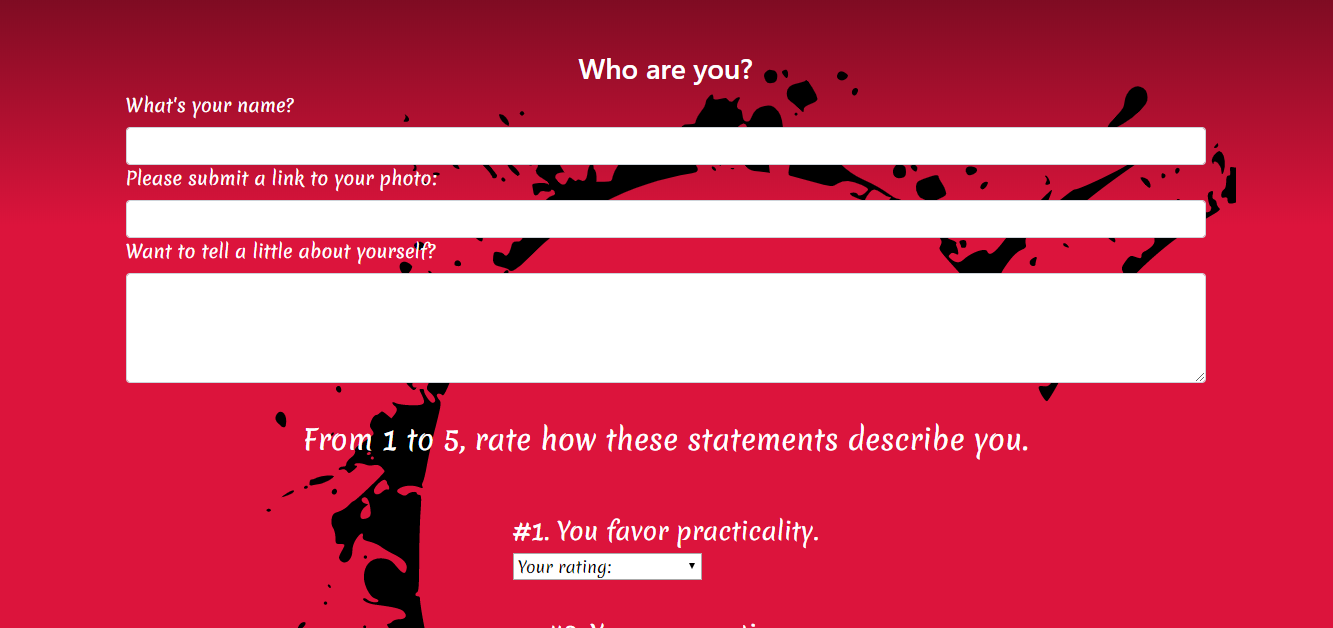 Who are you?
What's your name?
Please submit a link to your photo:
Want to tell a little about yourself?
From 1 to 5, rate how these statements describe you.
#1. You favor practicality.
Your rating: